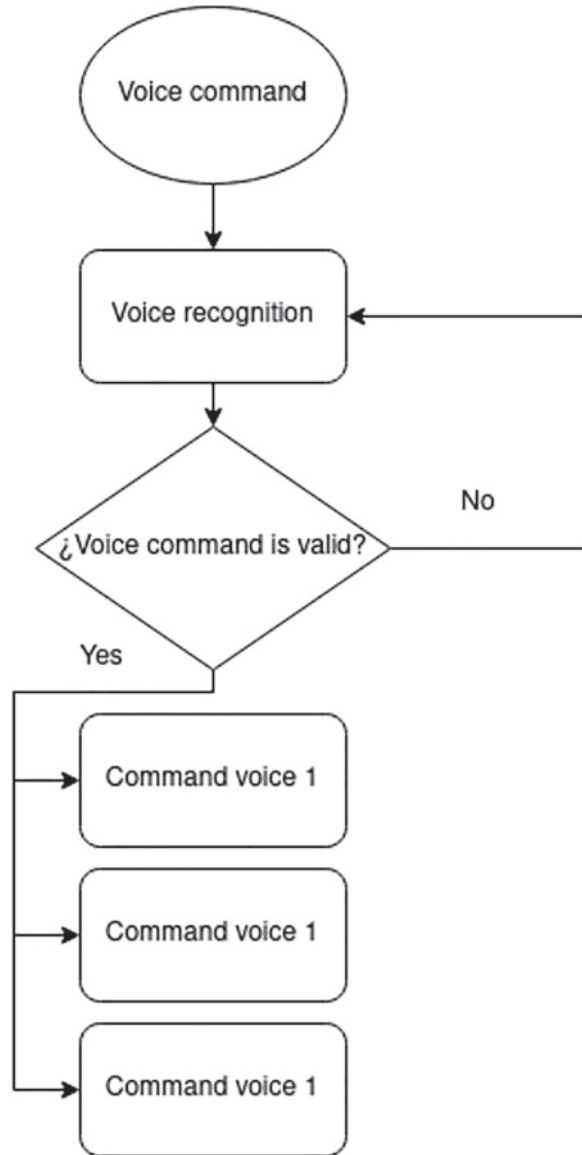 Voice command
Voice recognition
No
¿Voice command is valid?
Yes
Command voice 1
Command voice 1
Command voice 1